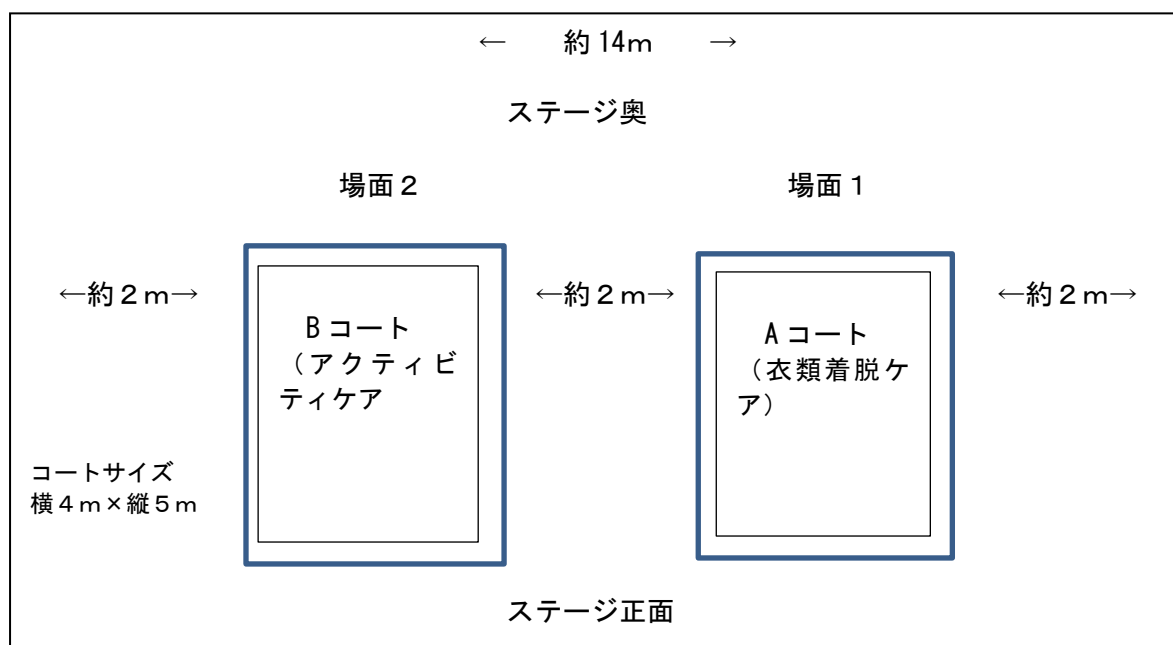 ← 約14ｍ →
ステージ奥
場面２ 場面１
←約２ｍ→ ←約２ｍ→ ←約２ｍ→
Bコート
（アクティビ
ティケア
Aコート
（衣類着脱ケ
ア）
コートサイズ
横４ｍ×縦５ｍ
ステージ正面